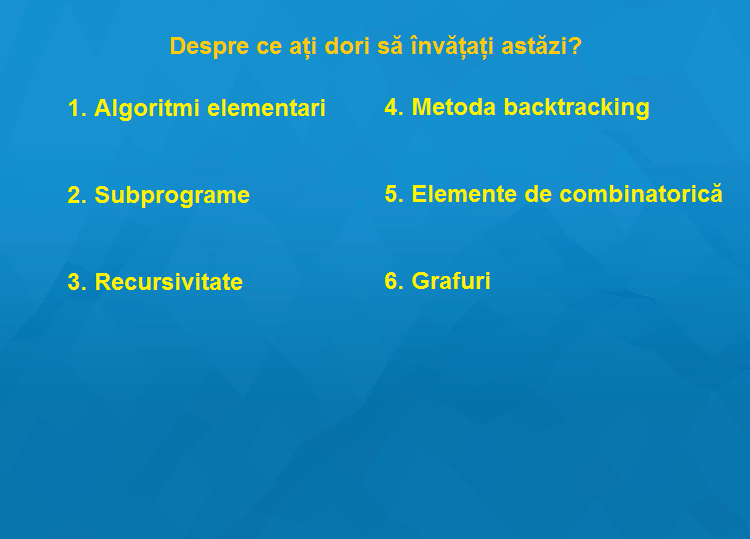 Despre ce ați dori să învățați astăzi?
1. Algoritmi elementari
2. Subprograme
3. Recursivitate
4. Metoda backtracking
5. Elemente de combinatorică
6. Grafuri